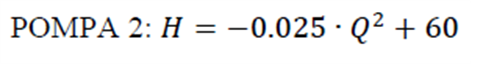 POMPA 2: H = −0.025 · Q² + 60